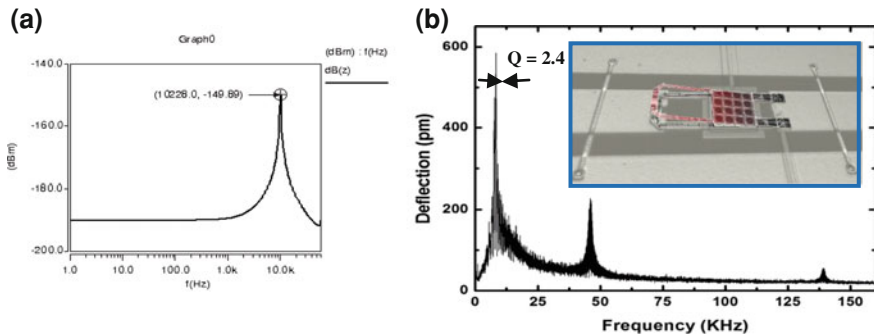 (a)
Graph0
(dBm) : f(Hz)
dB(z)
-140.0
(10228.0, -149.89)
-160.0
-180.0
-200.0
(dBm)
1.0
10.0
100.0
1.0k
10.0k
f(Hz)
(b)
600
400
200
0
Q = 2.4
Deflection (pm)
0
25
50
75
100
125
150
Frequency (KHz)